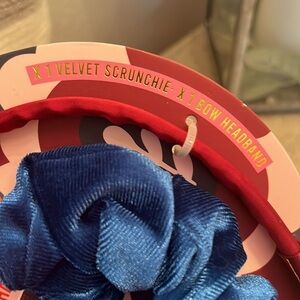 X 1 VELVET SCRUNCHIE· X 1 BOW HEADBAND